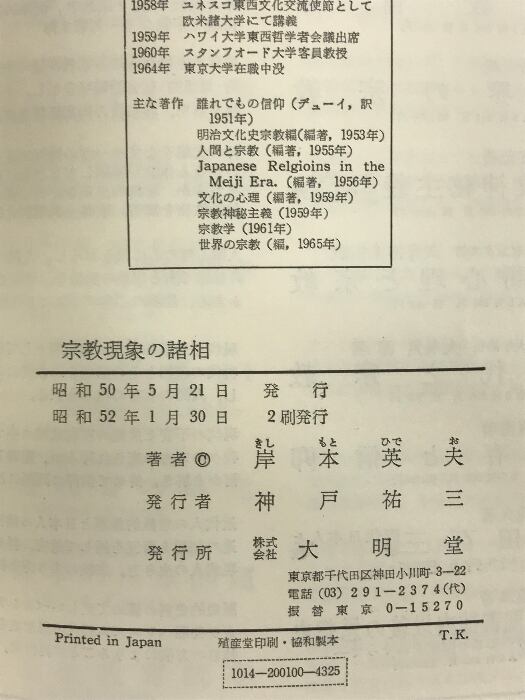 1958年 ユネスコ東西文化交流使節として
欧米諸大学にて講義
1959年 ハワイ大学東西哲学者会議出席
1960年 スタンフオード大学客員教授
1964年 東京大学在職中没
主な著作 誰れでもの信仰(デューイ,訳
1951年)
明治文化史宗教編(編著,1953年)
人間と宗教(編著,1955年)
Japanese Relgioins in the
Meiji Era.(編著,1956年)
文化の心理(編著,1959年)
宗教神秘主義(1959年)
宗教学(1961年)
世界の宗教(編,1965年)
宗教現象の諸相
昭和50年5月21日 発行
昭和52年1月30日 2刷発行
きし もと ひで お
著者© 岸本英夫
発行者 神戸祐三
発行所 株式会社 大明堂
東京都千代田区神田小川町3—22
電話(03)291—2374(代)
振替東京0—15270
Printed in Japan 殖産堂印刷・協和製本 T.K.
1014—200100—4325